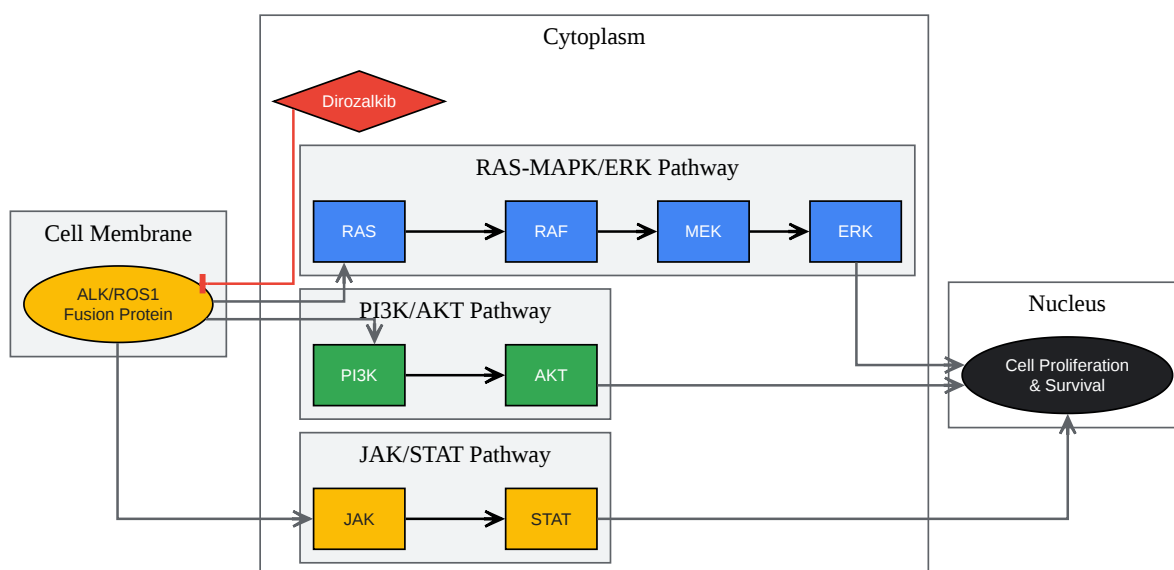 Cytoplasm
Dirozalkib
RAS-MAPK/ERK Pathway
RAS
RAF
MEK
ERK
Cell Membrane
ALK/ROS1
Fusion Protein
PI3K/AKT Pathway
PI3K
AKT
Nucleus
Cell Proliferation
& Survival
JAK/STAT Pathway
JAK
STAT